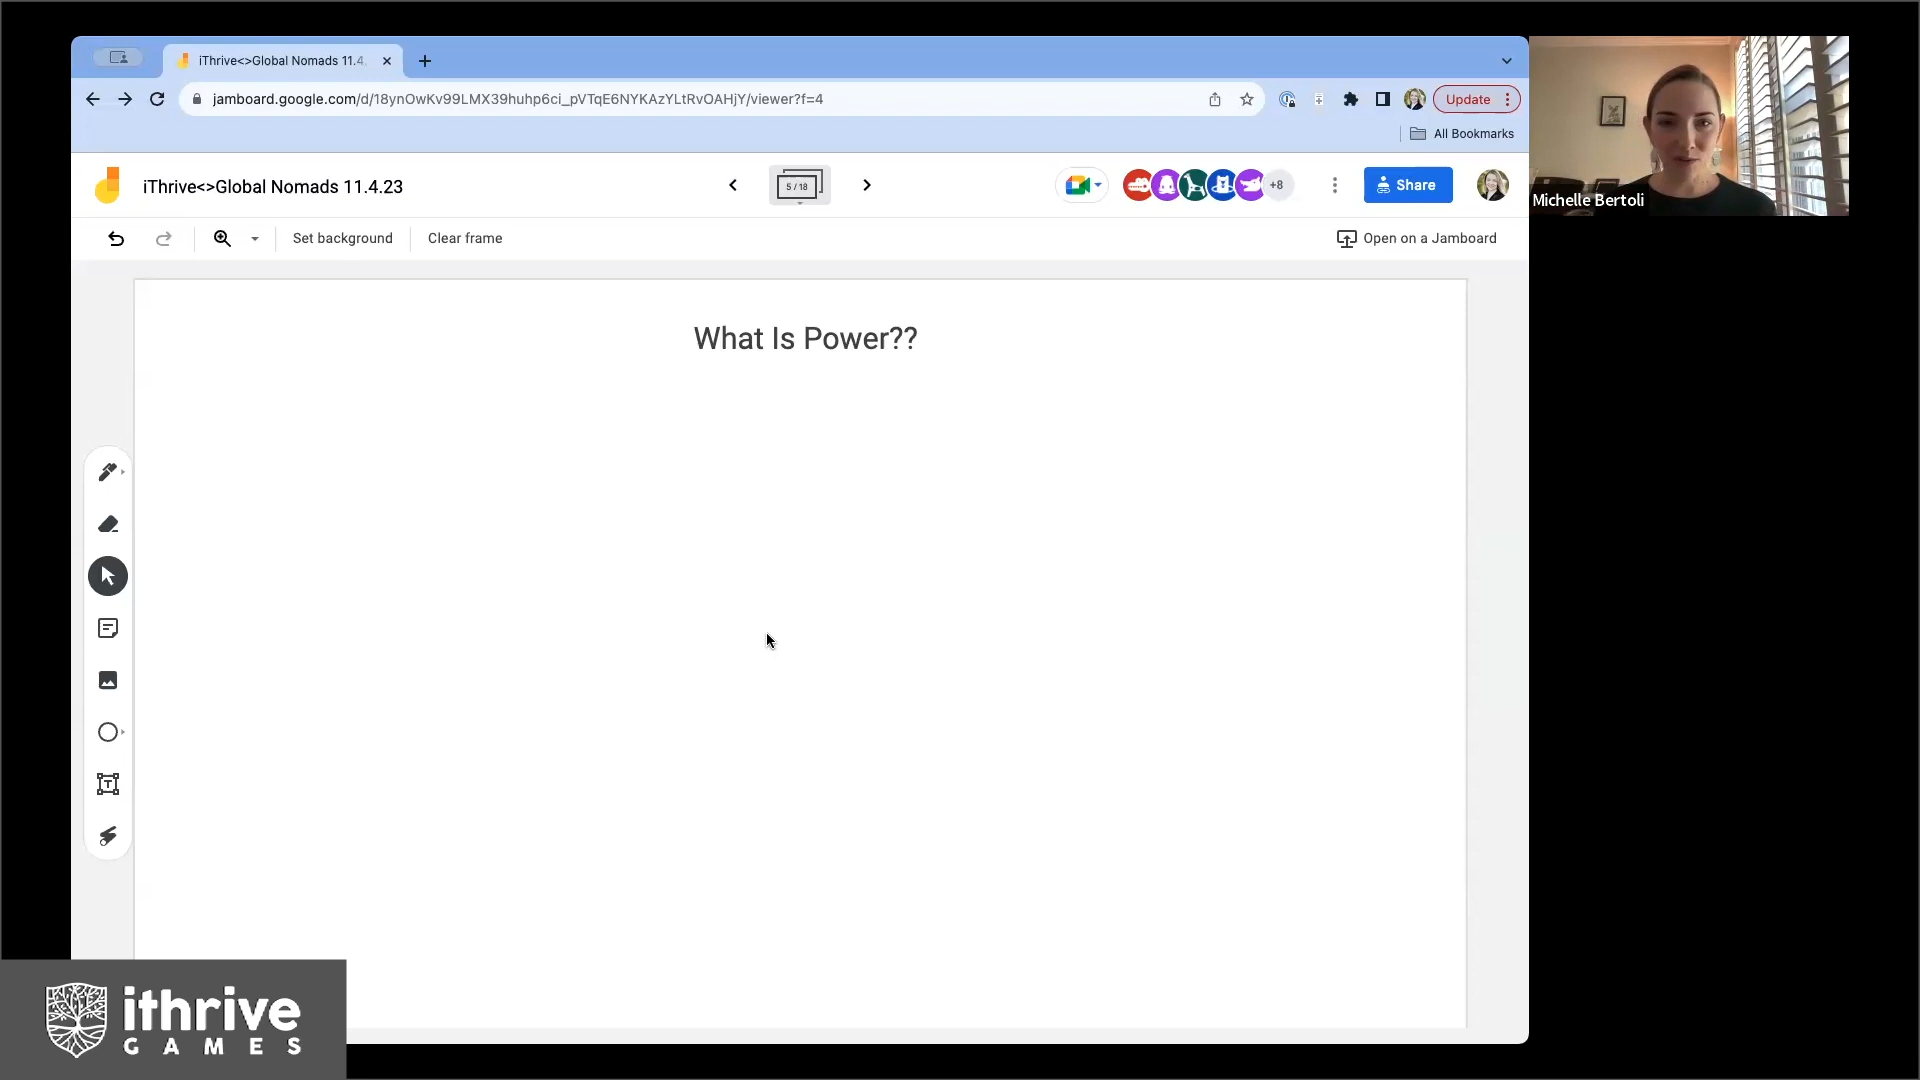 iThrive<>Global Nomads 11.4.
jamboard.google.com/d/18ynOwKv99LMX39huhp6ci_pVTqE6NYKAzYLtRvOAHjY/viewer?f=4
Update
All Bookmarks
iThrive<>Global Nomads 11.4.23
5 / 18
+8
Share
Michelle Bertoli
Set background
Clear frame
Open on a Jamboard
What Is Power??
ithrive
GAMES